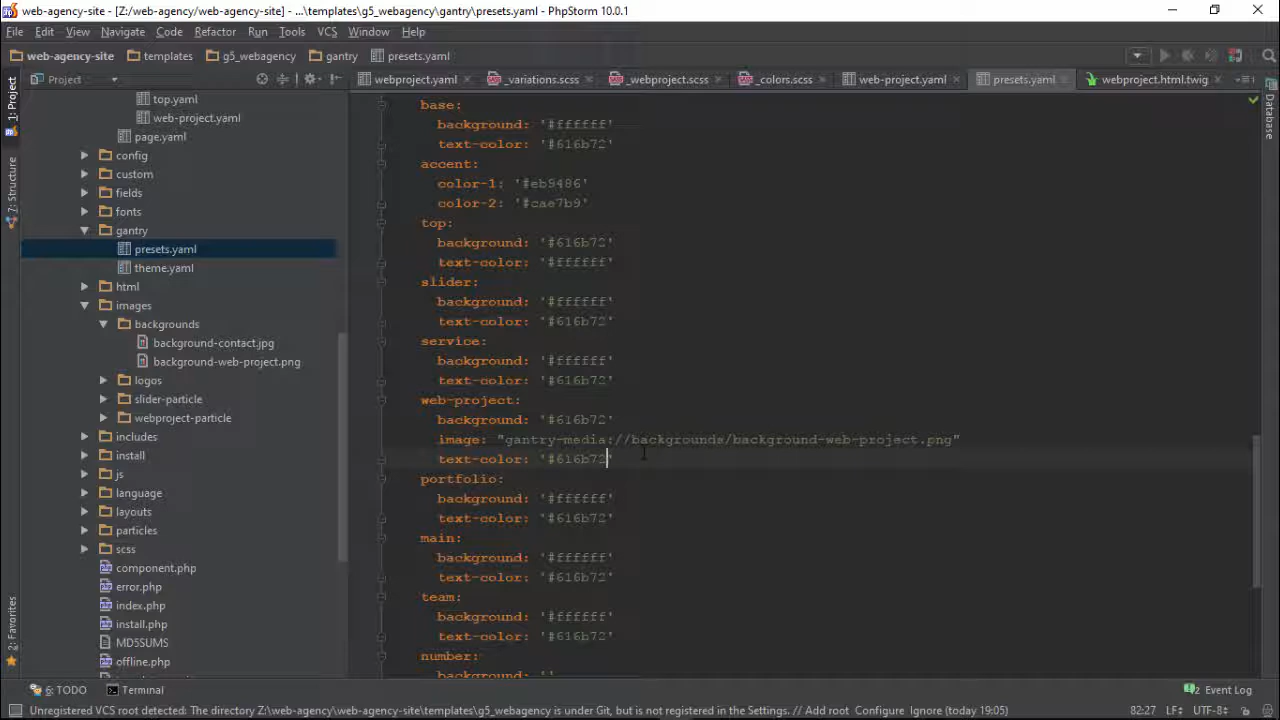 web-agency-site - [Z:/web-agency/web-agency-site] - ...\templates\g5_webagency\gantry\presets.yaml - PhpStorm 10.0.1
File Edit View Navigate Code Refactor Run Tools VCS Window Help
web-agency-site templates g5_webagency gantry presets.yaml
Project
webproject.yaml _variations.scss _webproject.scss _colors.scss web-project.yaml presets.yaml webproject.html.twig
1: Project
7: Structure
2: Favorites
top.yaml
web-project.yaml
page.yaml
config
custom
fields
fonts
gantry
presets.yaml
theme.yaml
html
images
backgrounds
background-contact.jpg
background-web-project.png
logos
slider-particle
webproject-particle
includes
install
js
language
layouts
particles
scss
component.php
error.php
index.php
install.php
MD5SUMS
offline.php
base:
background: '#ffffff'
text-color: '#616b72'
accent:
color-1: '#eb9486'
color-2: '#cae7b9'
top:
background: '#616b72'
text-color: '#ffffff'
slider:
background: '#ffffff'
text-color: '#616b72'
service:
background: '#ffffff'
text-color: '#616b72'
web-project:
background: '#616b72'
image: "gantry-media://backgrounds/background-web-project.png"
text-color: '#616b72'
portfolio:
background: '#ffffff'
text-color: '#616b72'
main:
background: '#ffffff'
text-color: '#616b72'
team:
background: '#ffffff'
text-color: '#616b72'
number:
background: ''
Database
6: TODO Terminal
2 Event Log
Unregistered VCS root detected: The directory Z:\web-agency\web-agency-site\templates\g5_webagency is under Git, but is not registered in the Settings. // Add root Configure Ignore (today 19:05)
82:27 LF UTF-8